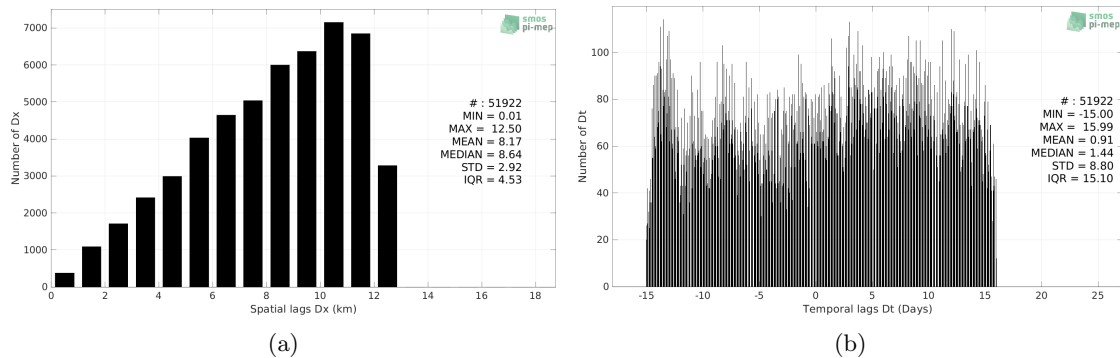 smos
pi-mep
7000
6000
5000
4000
3000
2000
1000
0
Number of Dx
# : 51922
MIN = 0.01
MAX = 12.50
MEAN = 8.17
MEDIAN = 8.64
STD = 2.92
IQR = 4.53
0 2 4 6 8 10 12 14 16 18
Spatial lags Dx (km)
(a)
smos
pi-mep
100
80
60
40
20
0
Number of Dt
# : 51922
MIN = -15.00
MAX = 15.99
MEAN = 0.91
MEDIAN = 1.44
STD = 8.80
IQR = 15.10
-15 -10 -5 0 5 10 15 20 25
Temporal lags Dt (Days)
(b)